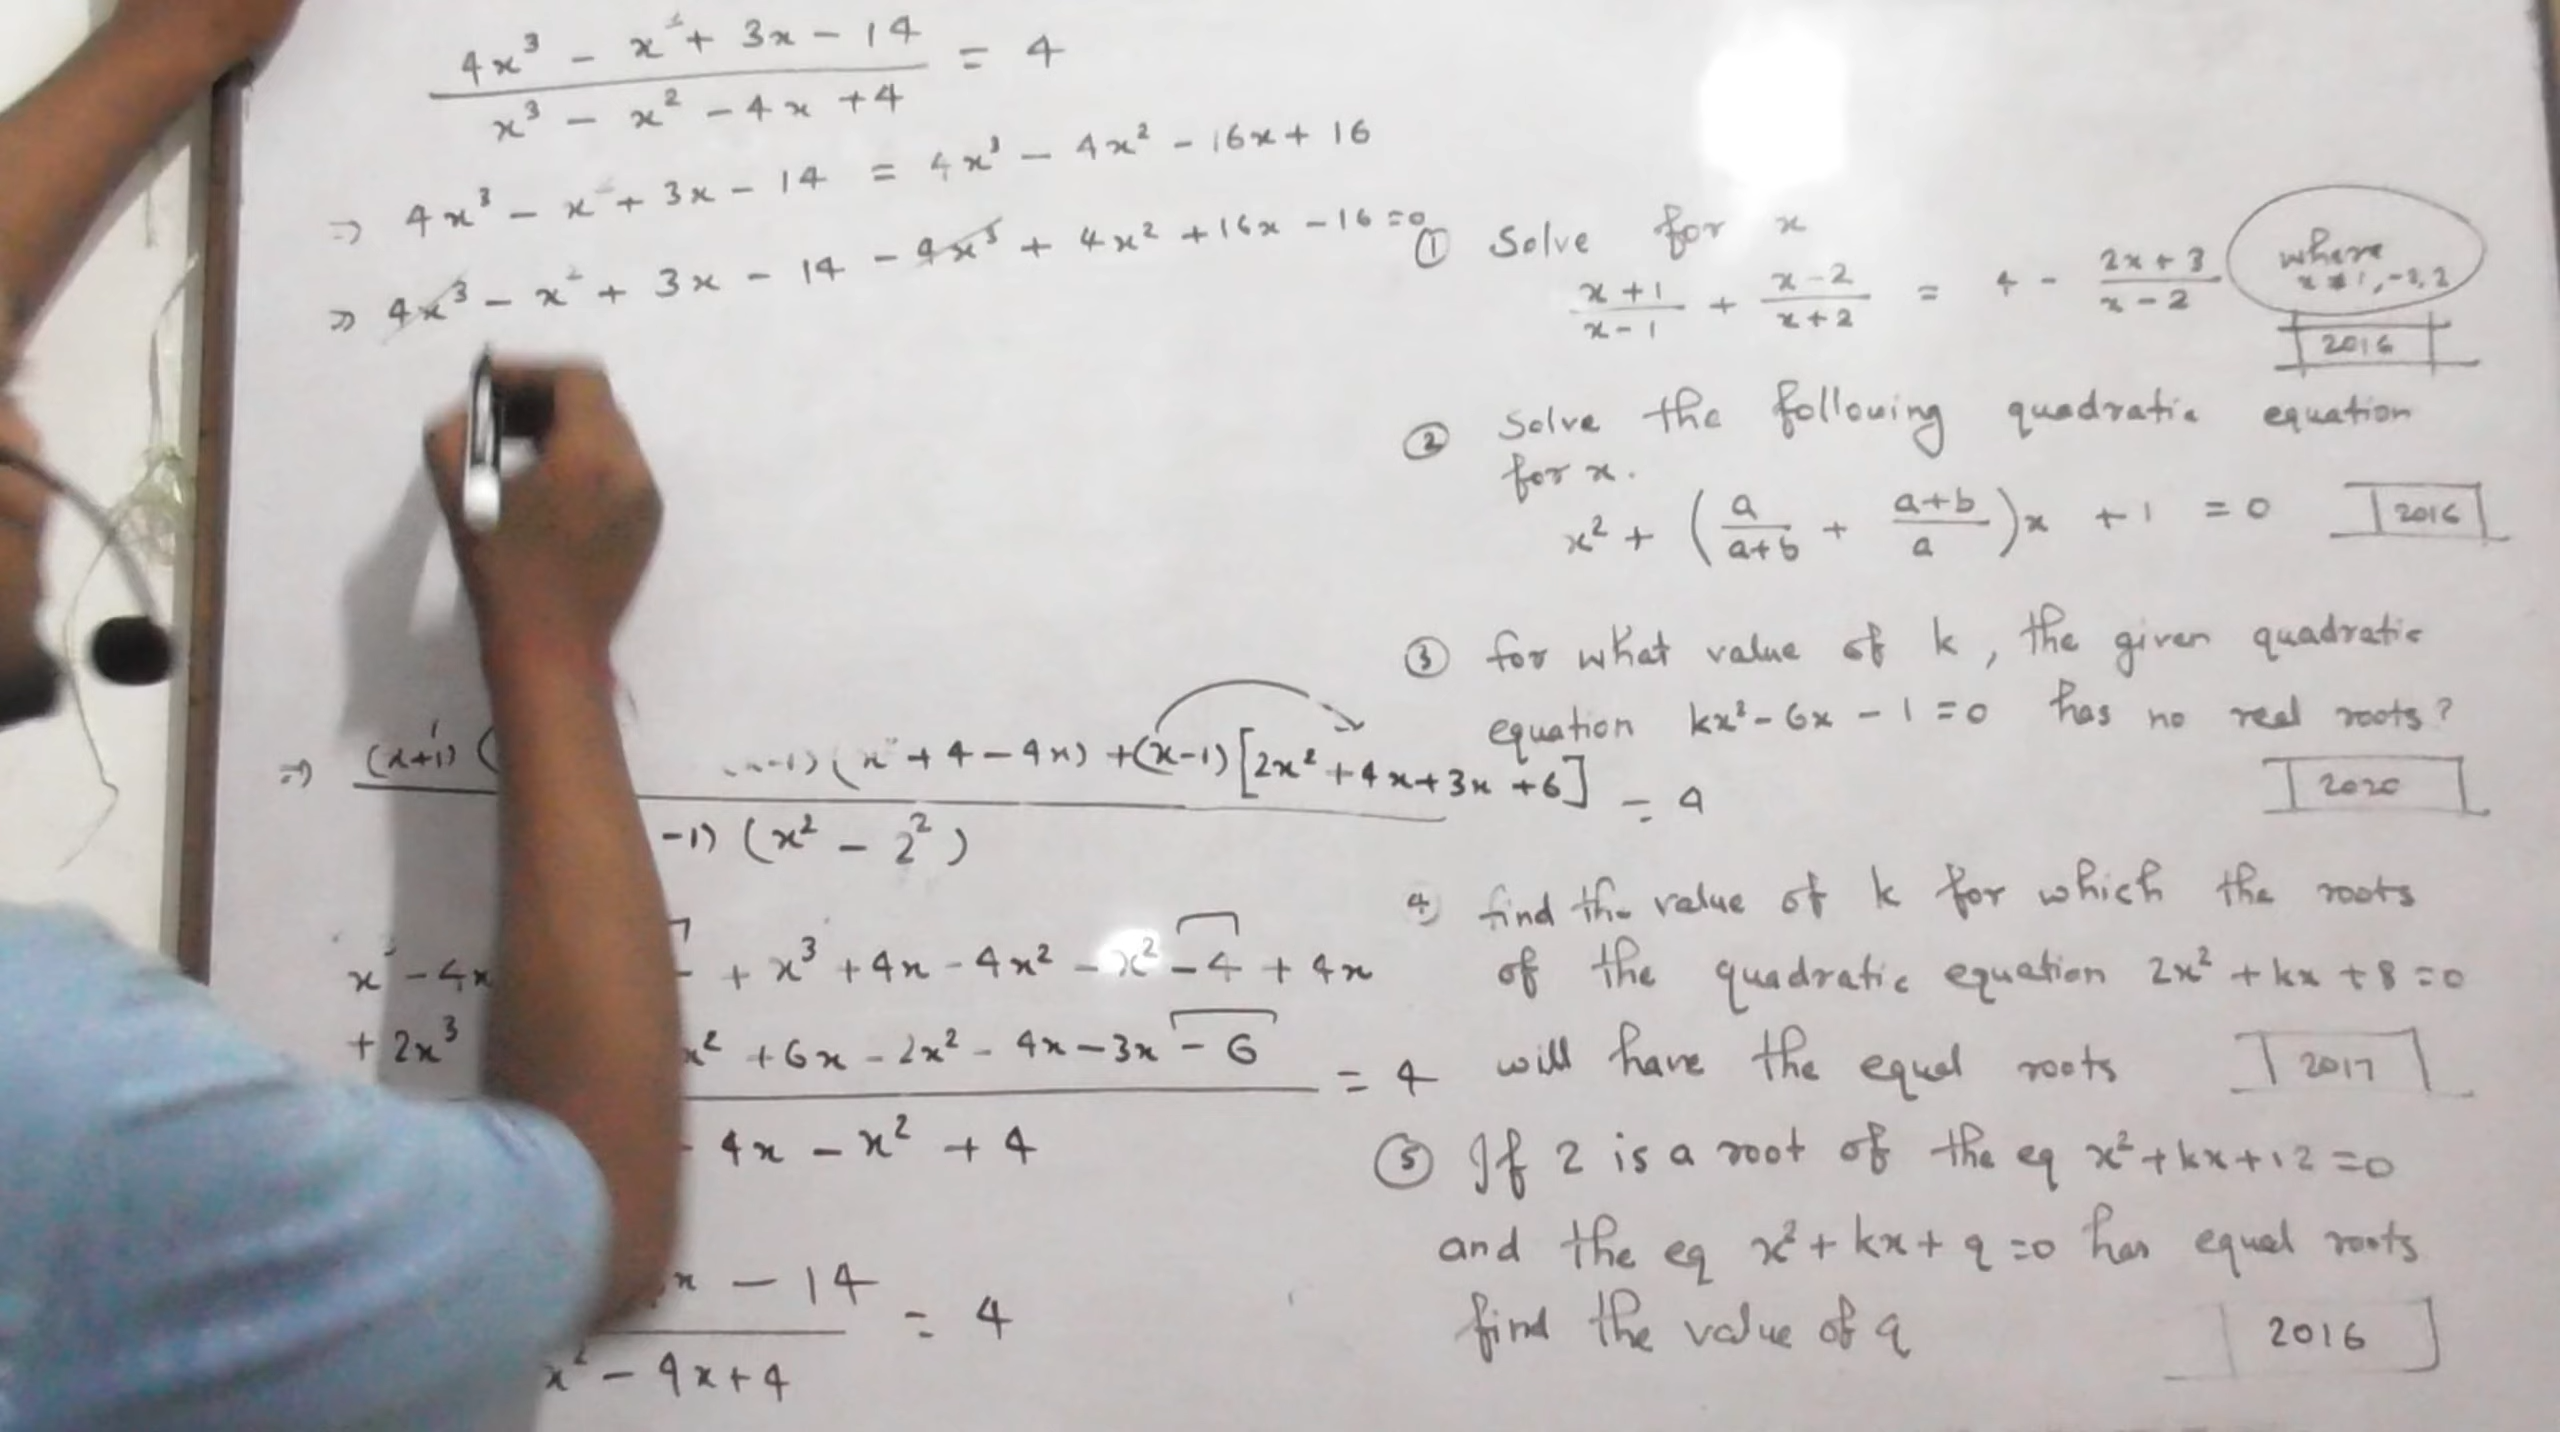 4x³ - x² + 3x - 14 / x³ - x² - 4x + 4 = 4
⇒ 4x³ - x² + 3x - 14 = 4x³ - 4x² - 16x + 16
⇒ 4x³ - x² + 3x - 14 - 4x³ + 4x² + 16x - 16 = 0
⇒ (x+1) ( -1) (x² + 4 - 4x) + (x-1) [2x² + 4x + 3x + 6] = 4
-1) (x² - 2²)
x³ - 4x + x³ + 4x - 4x² - x² - 4 + 4x
+ 2x³ x² + 6x - 2x² - 4x - 3x - 6 = 4
4x - x² + 4
x - 14 = 4
x² - 4x + 4
① Solve for x
x+1 / x-1 + x-2 / x+2 = 4 - 2x+3 / x-2 where x ≠ 1, -2, 2
2016
② Solve the following quadratic equation
for x.
x² + (a / a+b + a+b / a)x + 1 = 0 2016
③ for what value of k, the given quadratic
equation kx² - 6x - 1 = 0 has no real roots?
2020
4) find the value of k for which the roots
of the quadratic equation 2x² + kx + 8 = 0
will have the equal roots 2017
⑤ If 2 is a root of the eq x² + kx + 12 = 0
and the eq x² + kx + q = 0 has equal roots
find the value of q 2016